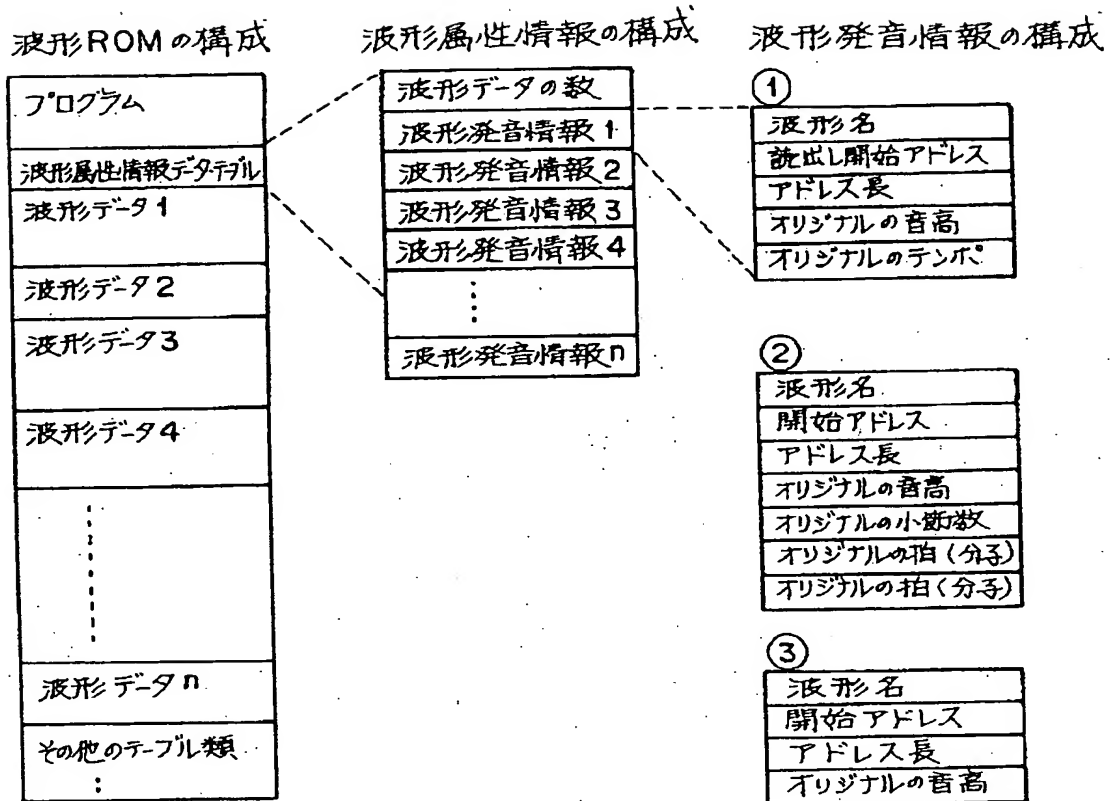 波形ROMの構成
プログラム
波形属性情報データテーブル
波形データ1
波形データ2
波形データ3
波形データ4
波形データn
その他のテーブル類
波形属性情報の構成
波形データの数
波形発音情報1
波形発音情報2
波形発音情報3
波形発音情報4
波形発音情報n
波形発音情報の構成
①
波形名
読出し開始アドレス
アドレス長
オリジナルの音高
オリジナルのテンポ
②
波形名
開始アドレス
アドレス長
オリジナルの音高
オリジナルの小節数
オリジナルの拍(分子)
オリジナルの拍(分子)
③
波形名
開始アドレス
アドレス長
オリジナルの音高